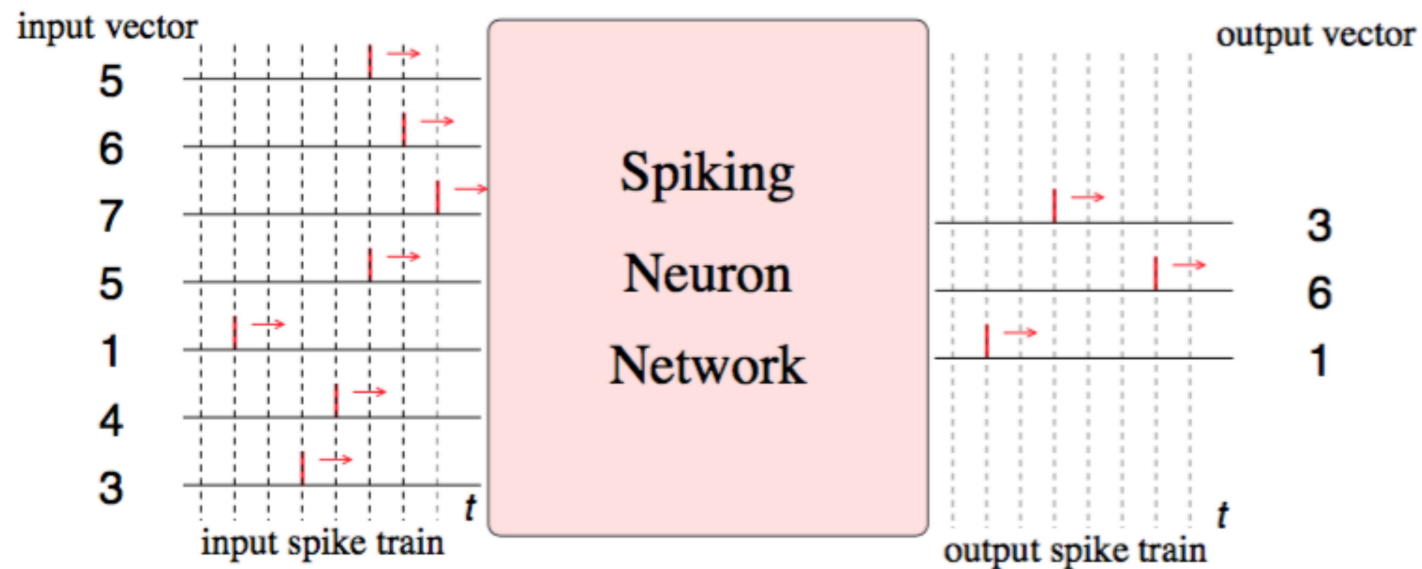 input vector
5
6
7
5
1
4
3
t
input spike train
Spiking
Neuron
Network
output vector
3
6
1
t
output spike train